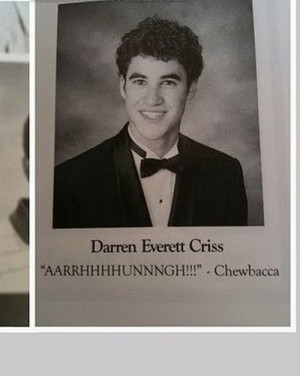 Darren Everett Criss
“AARRHHHHUNNNGH!!!” - Chewbacca